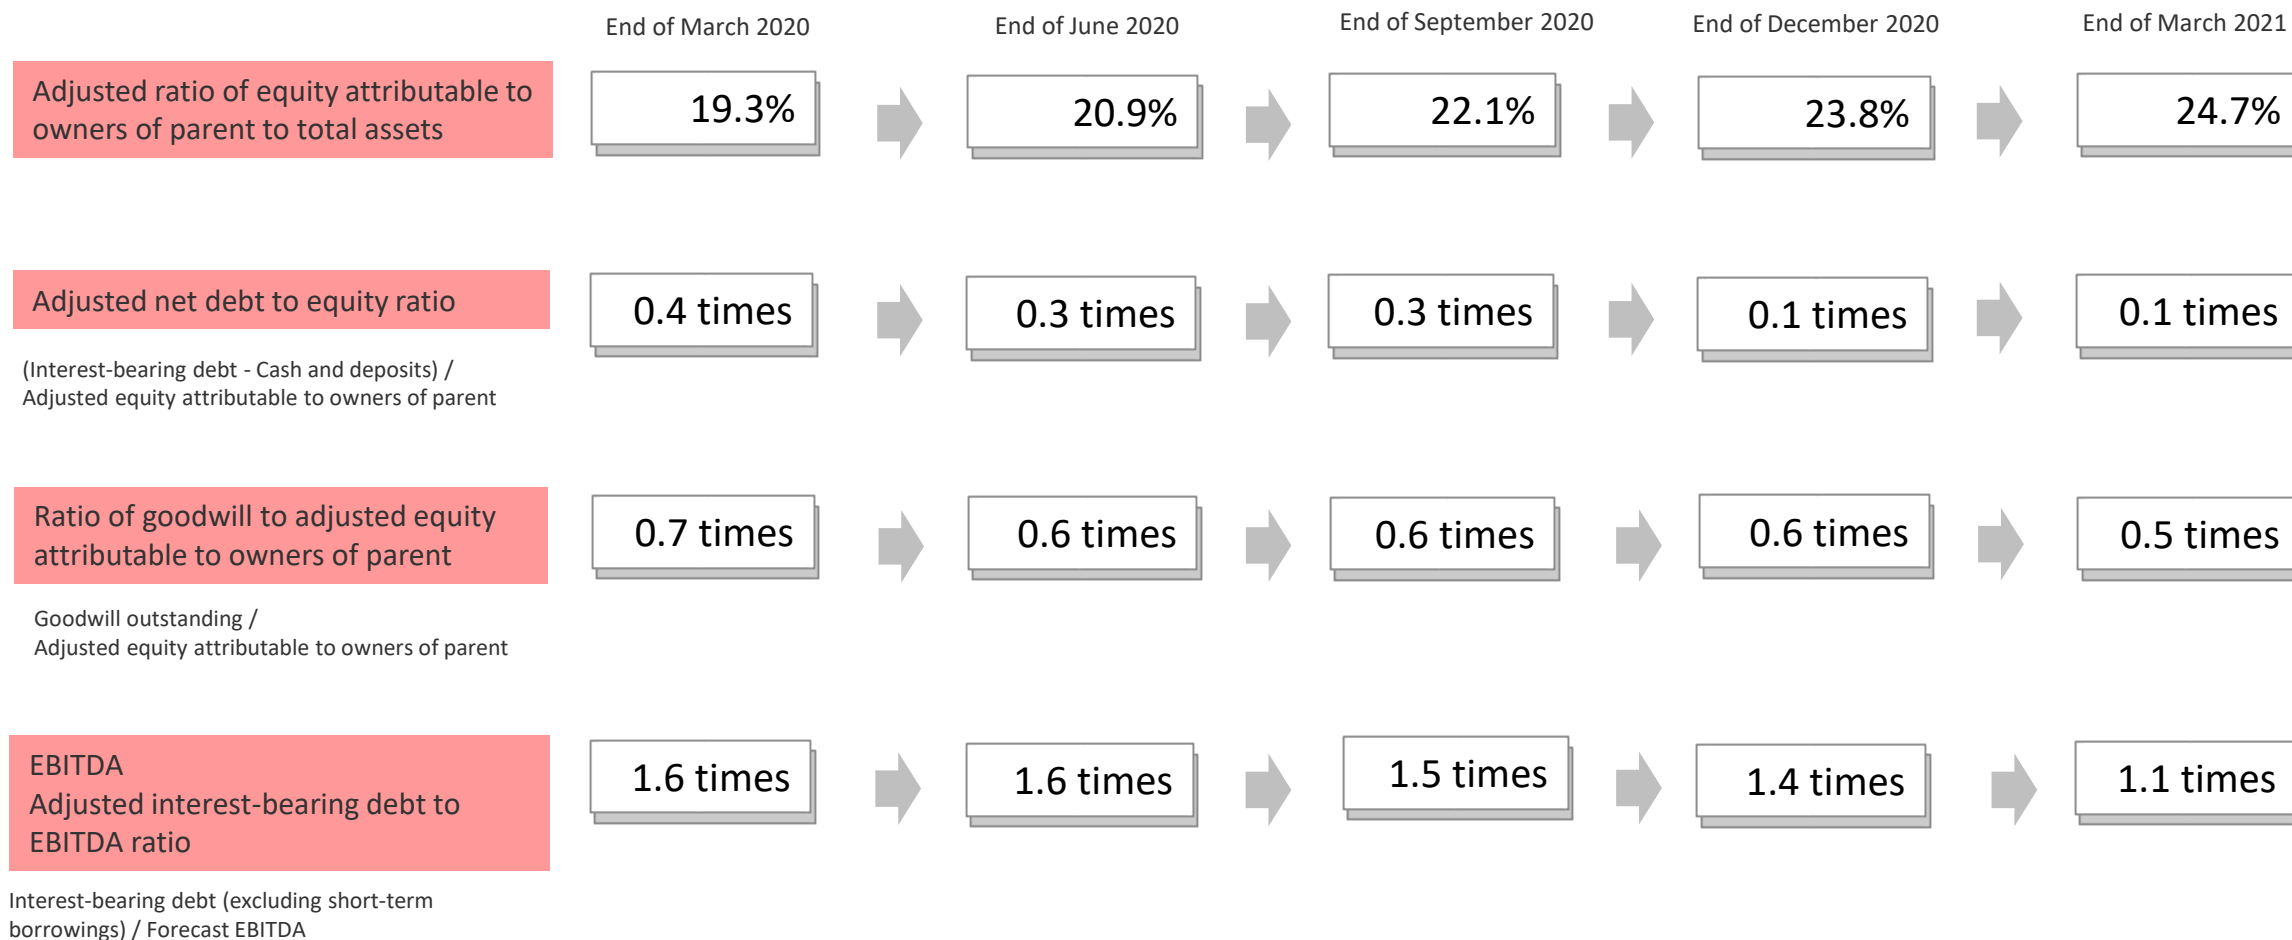 End of March 2020
End of June 2020
End of September 2020
End of December 2020
End of March 2021
Adjusted ratio of equity attributable to
owners of parent to total assets
19.3%
20.9%
22.1%
23.8%
24.7%
Adjusted net debt to equity ratio
0.4 times
0.3 times
0.3 times
0.1 times
0.1 times
(Interest-bearing debt - Cash and deposits) /
Adjusted equity attributable to owners of parent
Ratio of goodwill to adjusted equity
attributable to owners of parent
0.7 times
0.6 times
0.6 times
0.6 times
0.5 times
Goodwill outstanding /
Adjusted equity attributable to owners of parent
EBITDA
Adjusted interest-bearing debt to
EBITDA ratio
1.6 times
1.6 times
1.5 times
1.4 times
1.1 times
Interest-bearing debt (excluding short-term
borrowings) / Forecast EBITDA